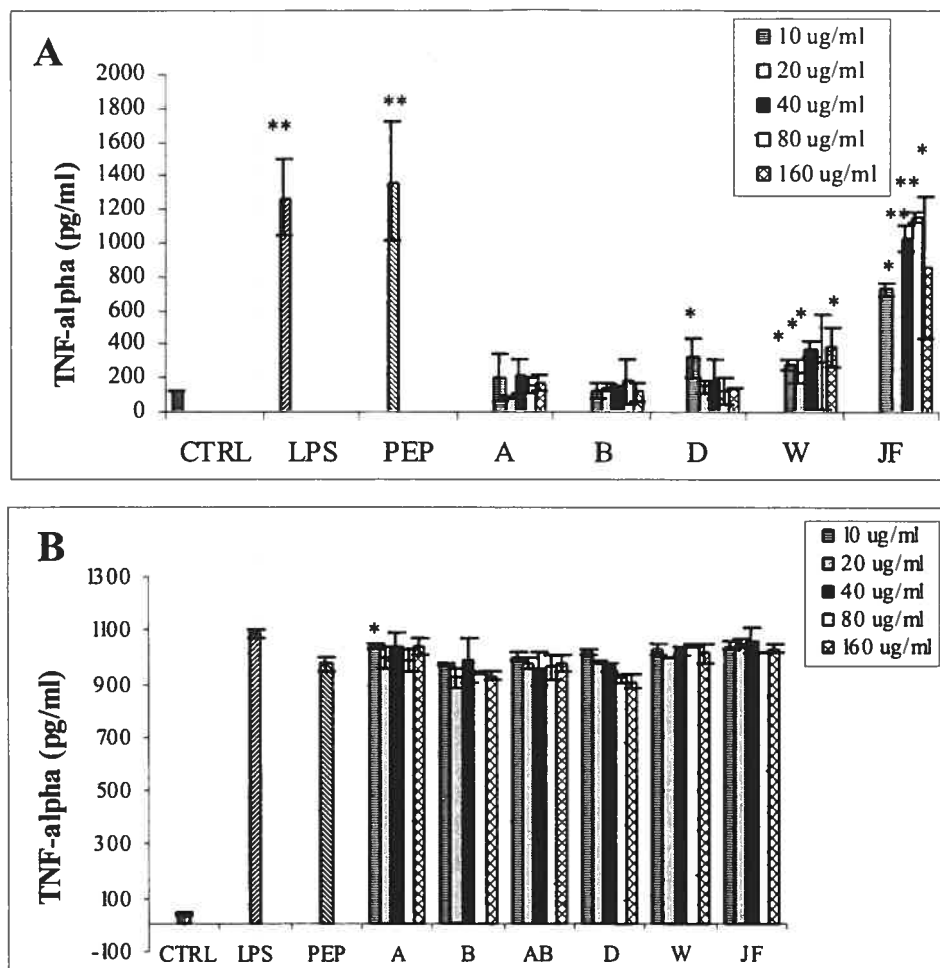 A
10 ug/ml
20 ug/ml
40 ug/ml
80 ug/ml
160 ug/ml
TNF-alpha (pg/ml)
2000
1800
1600
1400
1200
1000
800
600
400
200
0
** ** * * * * * * ** ** *
CTRL LPS PEP A B D W JF
B
10 ug/ml
20 ug/ml
40 ug/ml
80 ug/ml
160 ug/ml
TNF-alpha (pg/ml)
1300
1100
900
700
500
300
100
-100
*
CTRL LPS PEP A B AB D W JF